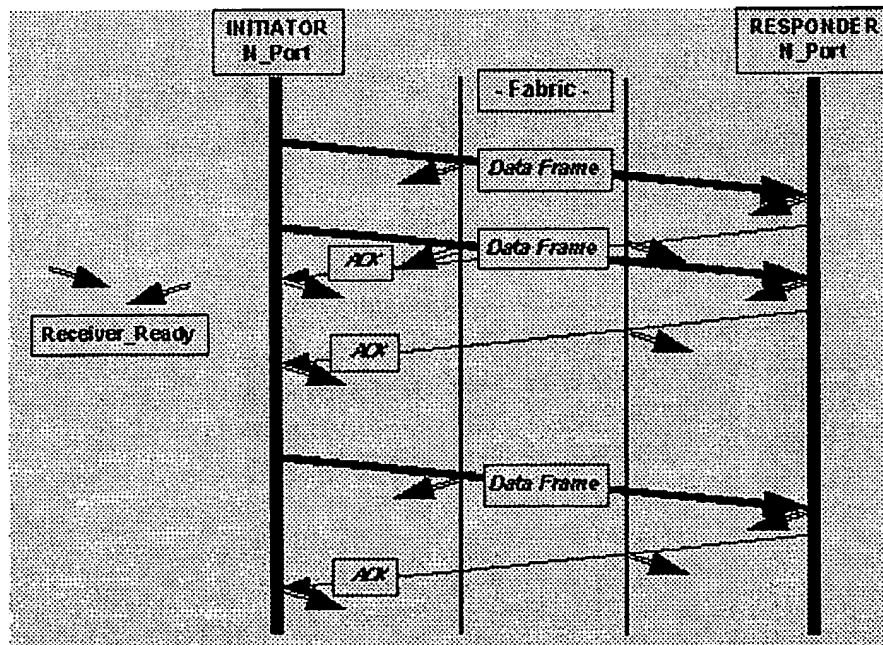 INITIATOR
N_Port
RESPONDER
N_Port
- Fabric -
Data Frame
Data Frame
ACK
Receiver_Ready
ACK
Data Frame
ACK